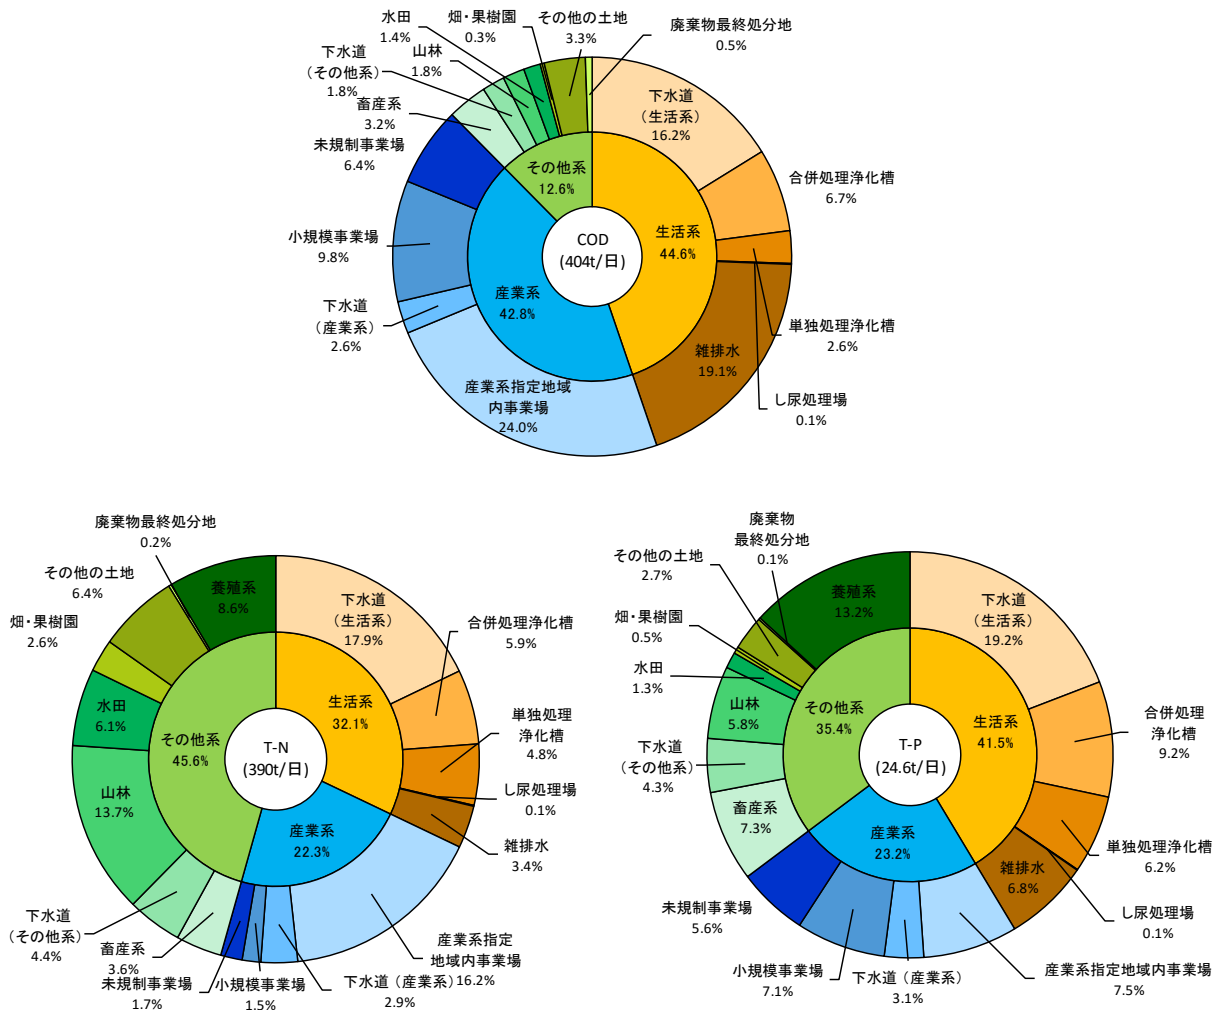 水田
1.4%
畑・果樹園
0.3%
その他の土地
3.3%
廃棄物最終処分地
0.5%
下水道
（その他系）
1.8%
山林
1.8%
畜産系
3.2%
未規制事業場
6.4%
小規模事業場
9.8%
下水道
（産業系）
2.6%
産業系指定地域
内事業場
24.0%
その他系
12.6%
産業系
42.8%
COD
(404t/日)
生活系
44.6%
下水道
（生活系）
16.2%
合併処理浄化槽
6.7%
単独処理浄化槽
2.6%
し尿処理場
0.1%
雑排水
19.1%
廃棄物最終処分地
0.2%
その他の土地
6.4%
畑・果樹園
2.6%
養殖系
8.6%
水田
6.1%
山林
13.7%
下水道
（その他系）
4.4%
畜産系
3.6%
未規制事業場
1.7%
小規模事業場
1.5%
下水道（産業系）
2.9%
産業系指定
地域内事業場
16.2%
その他系
45.6%
T-N
(390t/日)
生活系
32.1%
産業系
22.3%
下水道
（生活系）
17.9%
合併処理浄化槽
5.9%
単独処理
浄化槽
4.8%
し尿処理場
0.1%
雑排水
3.4%
廃棄物
最終処分地
0.1%
その他の土地
2.7%
畑・果樹園
0.5%
水田
1.3%
養殖系
13.2%
山林
5.8%
下水道
（その他系）
4.3%
畜産系
7.3%
未規制事業場
5.6%
小規模事業場
7.1%
下水道（産業系）
3.1%
産業系指定地域内事業場
7.5%
その他系
35.4%
T-P
(24.6t/日)
生活系
41.5%
産業系
23.2%
下水道
（生活系）
19.2%
合併処理
浄化槽
9.2%
単独処理浄化槽
6.2%
し尿処理場
0.1%
雑排水
6.8%